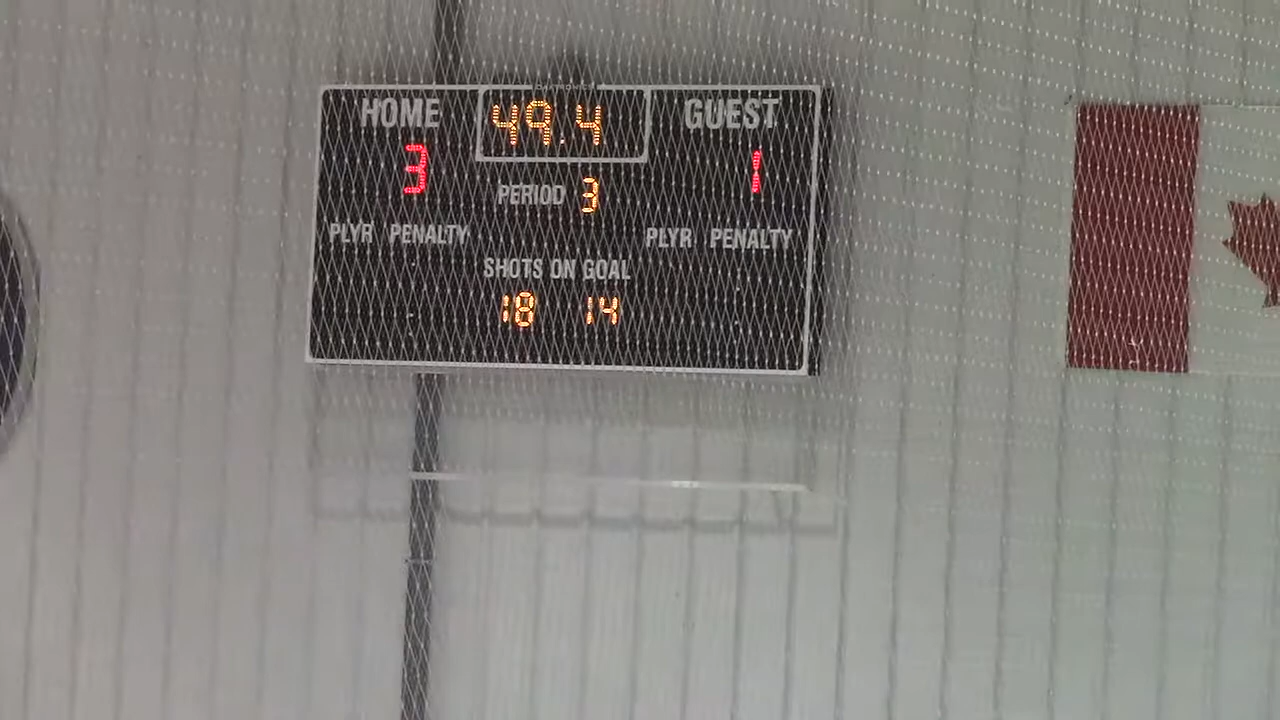 HOME 49.4 GUEST
3 1
PERIOD 3
PLYR PENALTY PLYR PENALTY
SHOTS ON GOAL
18 14